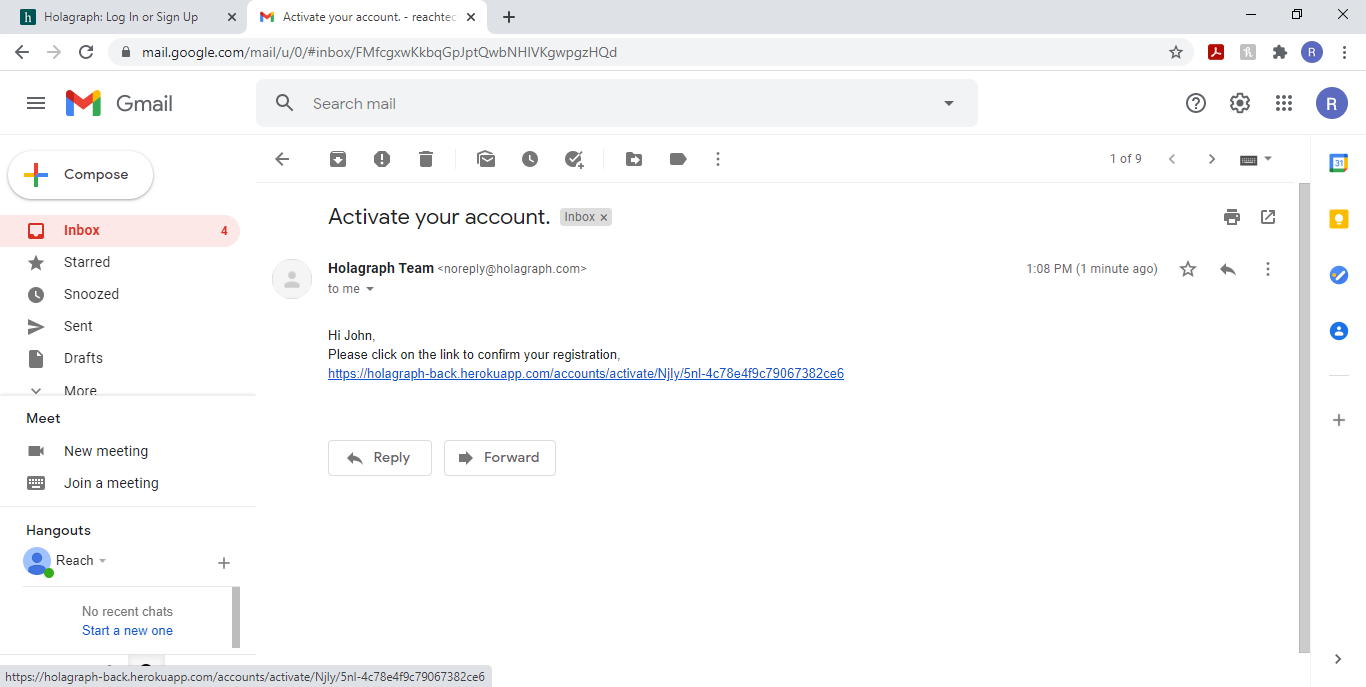 Holagraph: Log In or Sign Up
Activate your account. - reachtec
mail.google.com/mail/u/0/#inbox/FMfcgxwKkbqGpJptQwbNHIVKgwpgzHQd
R
Gmail
Search mail
R
Compose
1 of 9
31
Activate your account.
Inbox ×
Inbox 4
Starred
Snoozed
Sent
Drafts
More
Holagraph Team <noreply@holagraph.com>
1:08 PM (1 minute ago)
to me
Hi John,
Please click on the link to confirm your registration,
https://holagraph-back.herokuapp.com/accounts/activate/NjIy/5nl-4c78e4f9c79067382ce6
Reply
Forward
Meet
New meeting
Join a meeting
Hangouts
Reach
No recent chats
Start a new one
https://holagraph-back.herokuapp.com/accounts/activate/NjIy/5nl-4c78e4f9c79067382ce6